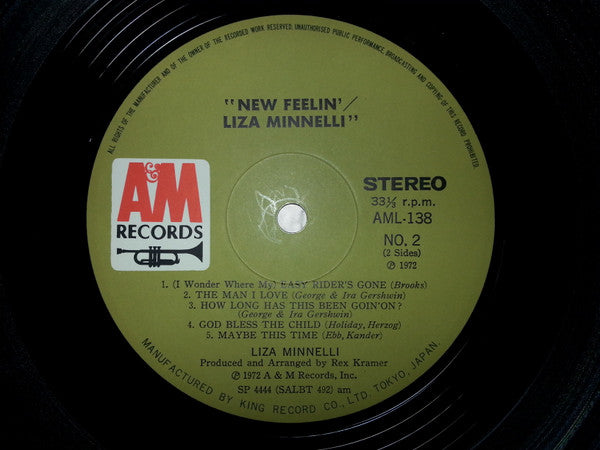 ALL RIGHTS OF THE MANUFACTURER AND OF THE OWNER OF THE RECORDED WORK RESERVED. UNAUTHORISED PUBLIC PERFORMANCE, BROADCASTING AND COPYING OF THIS RECORD PROHIBITED.
"NEW FEELIN'/
LIZA MINNELLI"
A&M
RECORDS
STEREO
33⅓ r.p.m.
AML-138
NO. 2
(2 Sides)
℗ 1972
1. (I Wonder Where My) EASY RIDER'S GONE (Brooks)
2. THE MAN I LOVE (George & Ira Gershwin)
3. HOW LONG HAS THIS BEEN GOIN'ON?
(George & Ira Gershwin)
4. GOD BLESS THE CHILD (Holiday, Herzog)
5. MAYBE THIS TIME (Ebb, Kander)
LIZA MINNELLI
Produced and Arranged by Rex Kramer
℗ 1972 A & M Records, Inc.
SP 4444 (SALBT 492) am
MANUFACTURED BY KING RECORD CO., LTD. TOKYO, JAPAN.